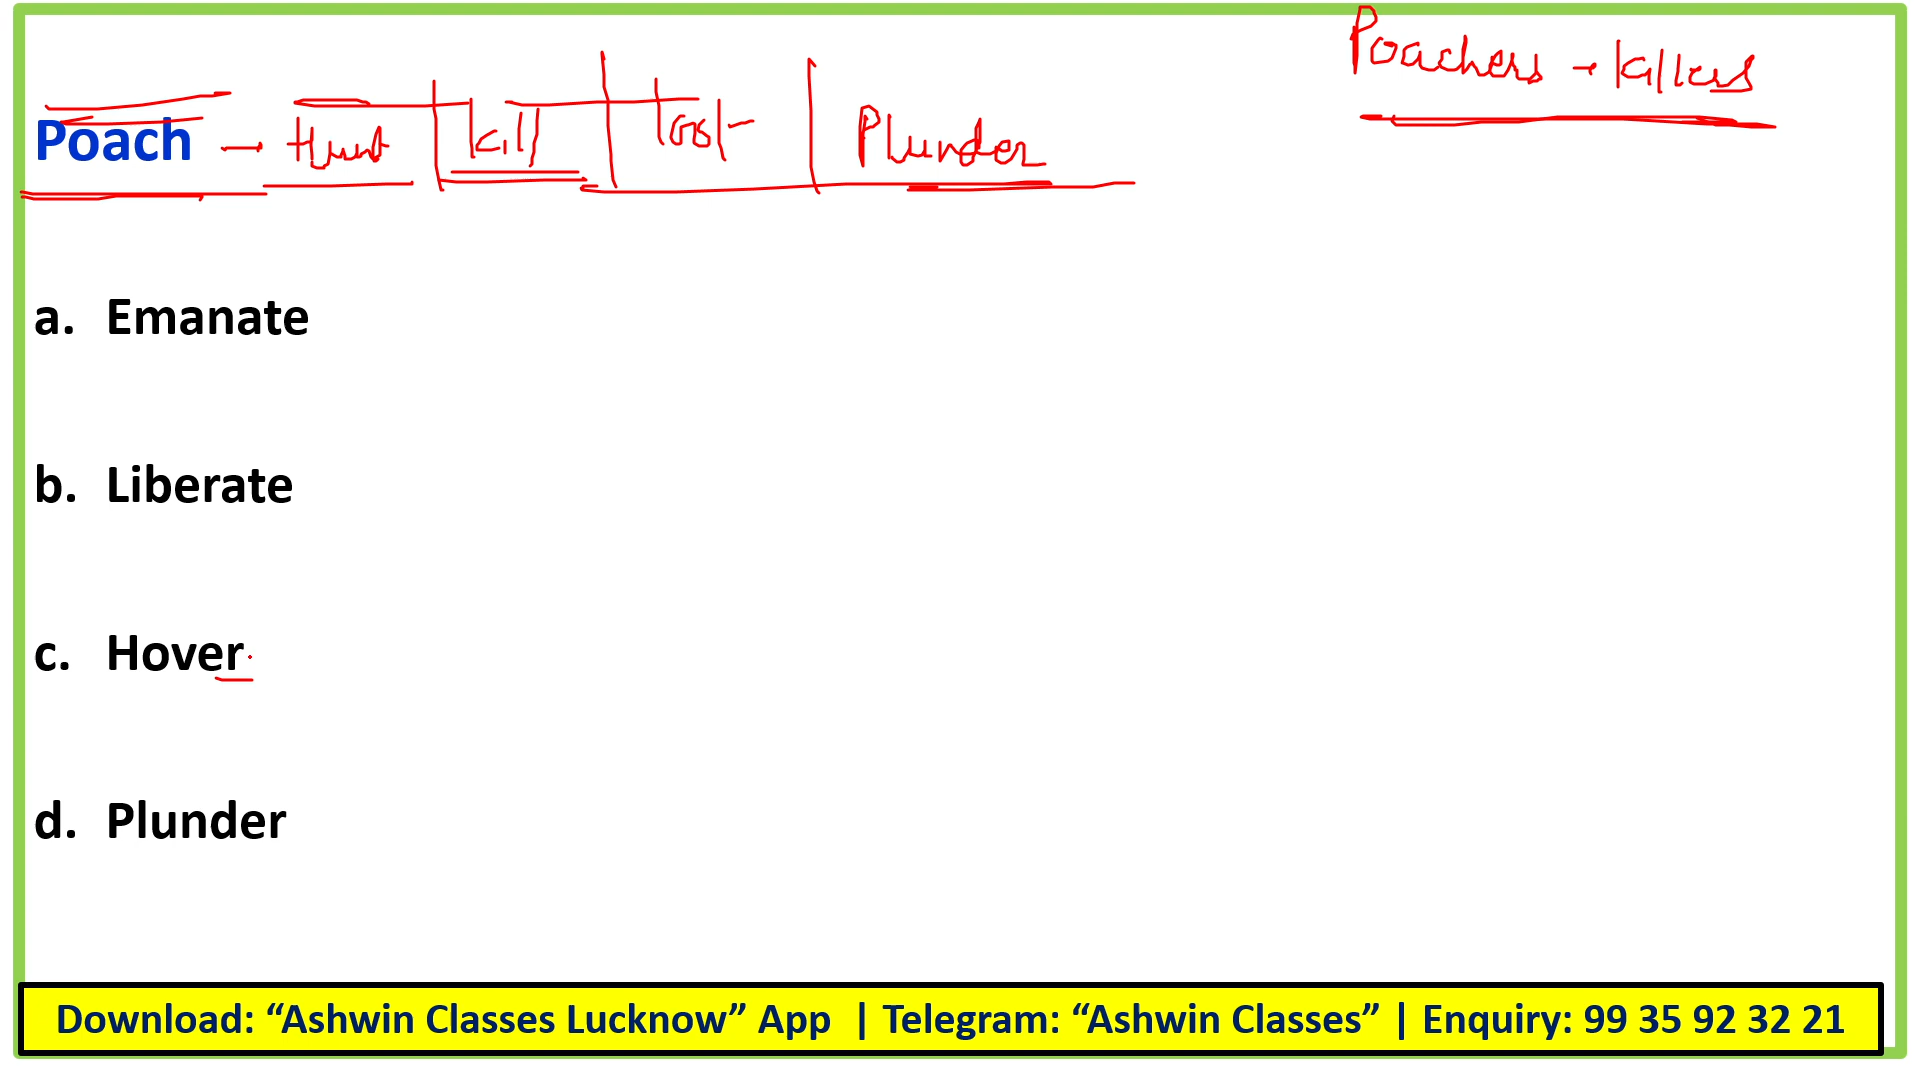 Poachers → killers
Poach → Hunt | kill | Toast | Plunder
a. Emanate
b. Liberate
c. Hover
d. Plunder
Download: “Ashwin Classes Lucknow” App | Telegram: “Ashwin Classes” | Enquiry: 99 35 92 32 21